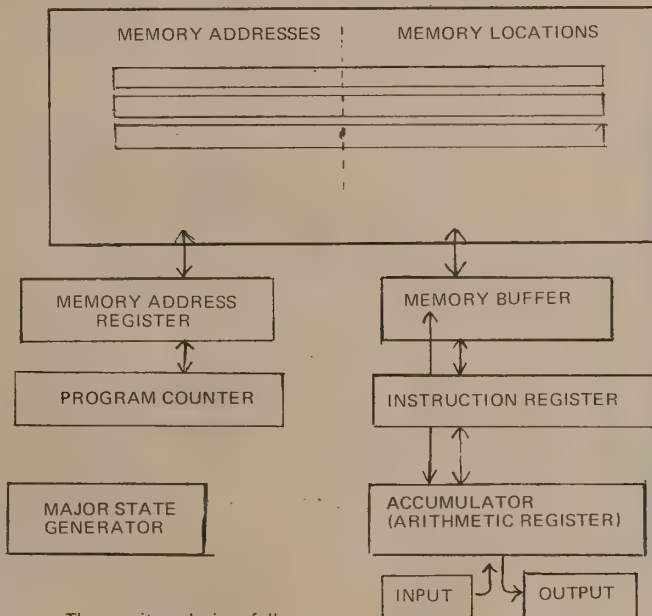 MEMORY ADDRESSES
MEMORY LOCATIONS
MEMORY ADDRESS
REGISTER
MEMORY BUFFER
PROGRAM COUNTER
INSTRUCTION REGISTER
MAJOR STATE
GENERATOR
ACCUMULATOR
(ARITHMETIC REGISTER)
INPUT
OUTPUT